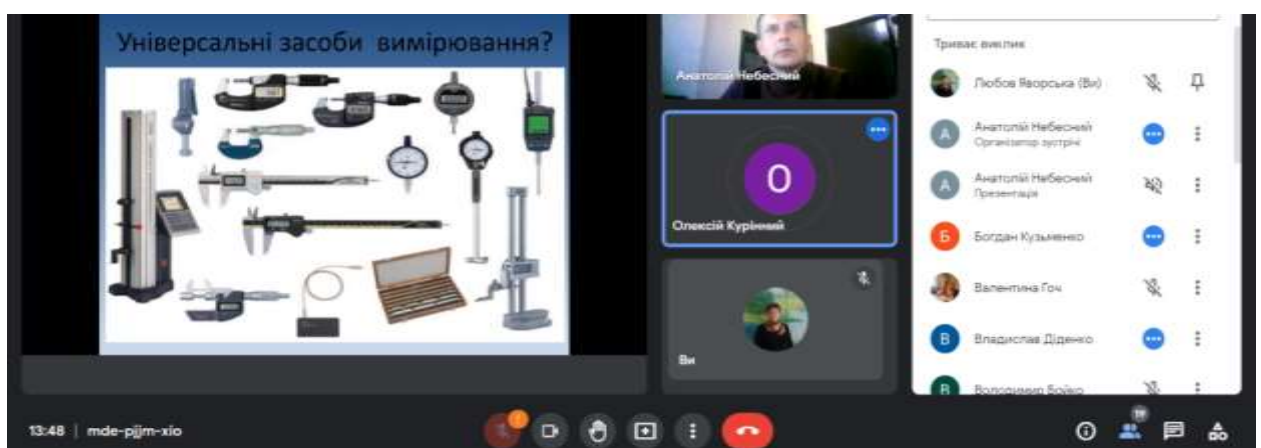 Універсальні засоби вимірювання?
Анатолій Небесний
О
Олексій Курінний
Ви
Триває виклик
Любов Яворська (Ви)
А
Анатолій Небесний
Організатор зустрічі
А
Анатолій Небесний
Презентація
Б
Богдан Кузьменко
Валентина Гоч
В
Владислав Діденко
В
Володимир Бойко
13:48 | mde-pjjm-xio
19